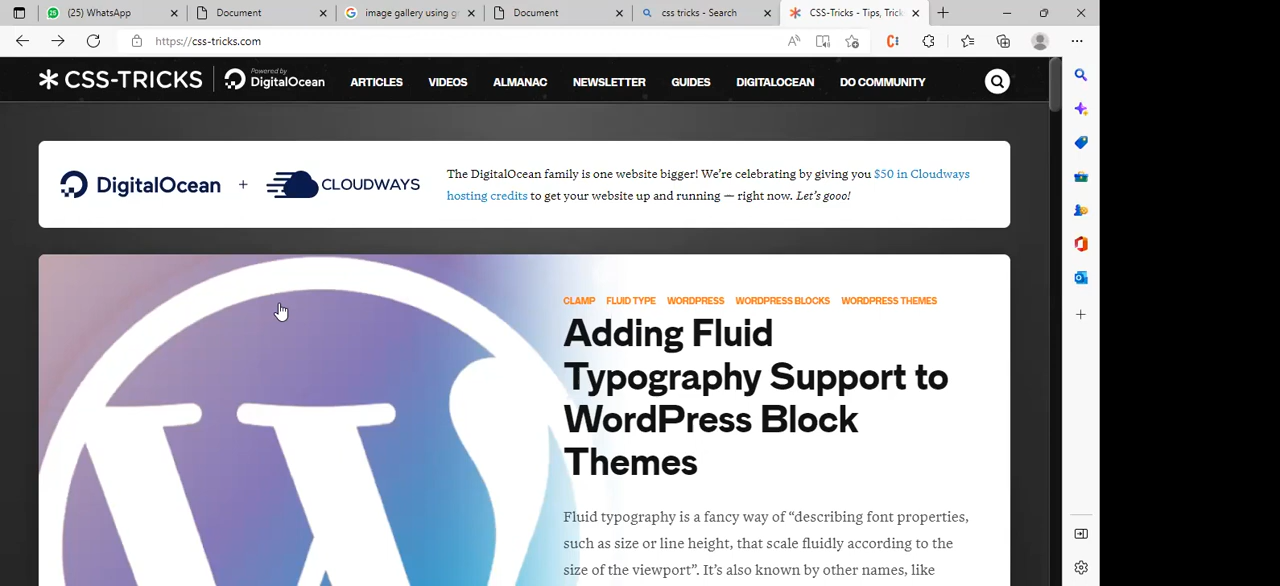 (25) WhatsApp
Document
image gallery using g
Document
css tricks - Search
CSS-Tricks - Tips, Trick
https://css-tricks.com
CSS-TRICKS
Powered by
DigitalOcean
ARTICLES
VIDEOS
ALMANAC
NEWSLETTER
GUIDES
DIGITALOCEAN
DO COMMUNITY
DigitalOcean + CLOUDWAYS
The DigitalOcean family is one website bigger! We’re celebrating by giving you $50 in Cloudways
hosting credits to get your website up and running — right now. Let’s gooo!
CLAMP FLUID TYPE WORDPRESS WORDPRESS BLOCKS WORDPRESS THEMES
Adding Fluid
Typography Support to
WordPress Block
Themes
Fluid typography is a fancy way of “describing font properties,
such as size or line height, that scale fluidly according to the
size of the viewport”. It’s also known by other names, like